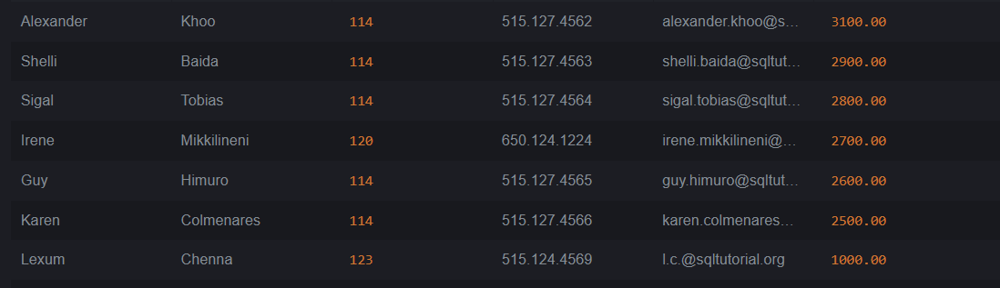 Alexander Khoo 114 515.127.4562 alexander.khoo@s... 3100.00
Shelli Baida 114 515.127.4563 shelli.baida@sqltut... 2900.00
Sigal Tobias 114 515.127.4564 sigal.tobias@sqltut... 2800.00
Irene Mikkilineni 120 650.124.1224 irene.mikkilineni@... 2700.00
Guy Himuro 114 515.127.4565 guy.himuro@sqltut... 2600.00
Karen Colmenares 114 515.127.4566 karen.colmenares... 2500.00
Lexum Chenna 123 515.124.4569 l.c.@sqltutorial.org 1000.00